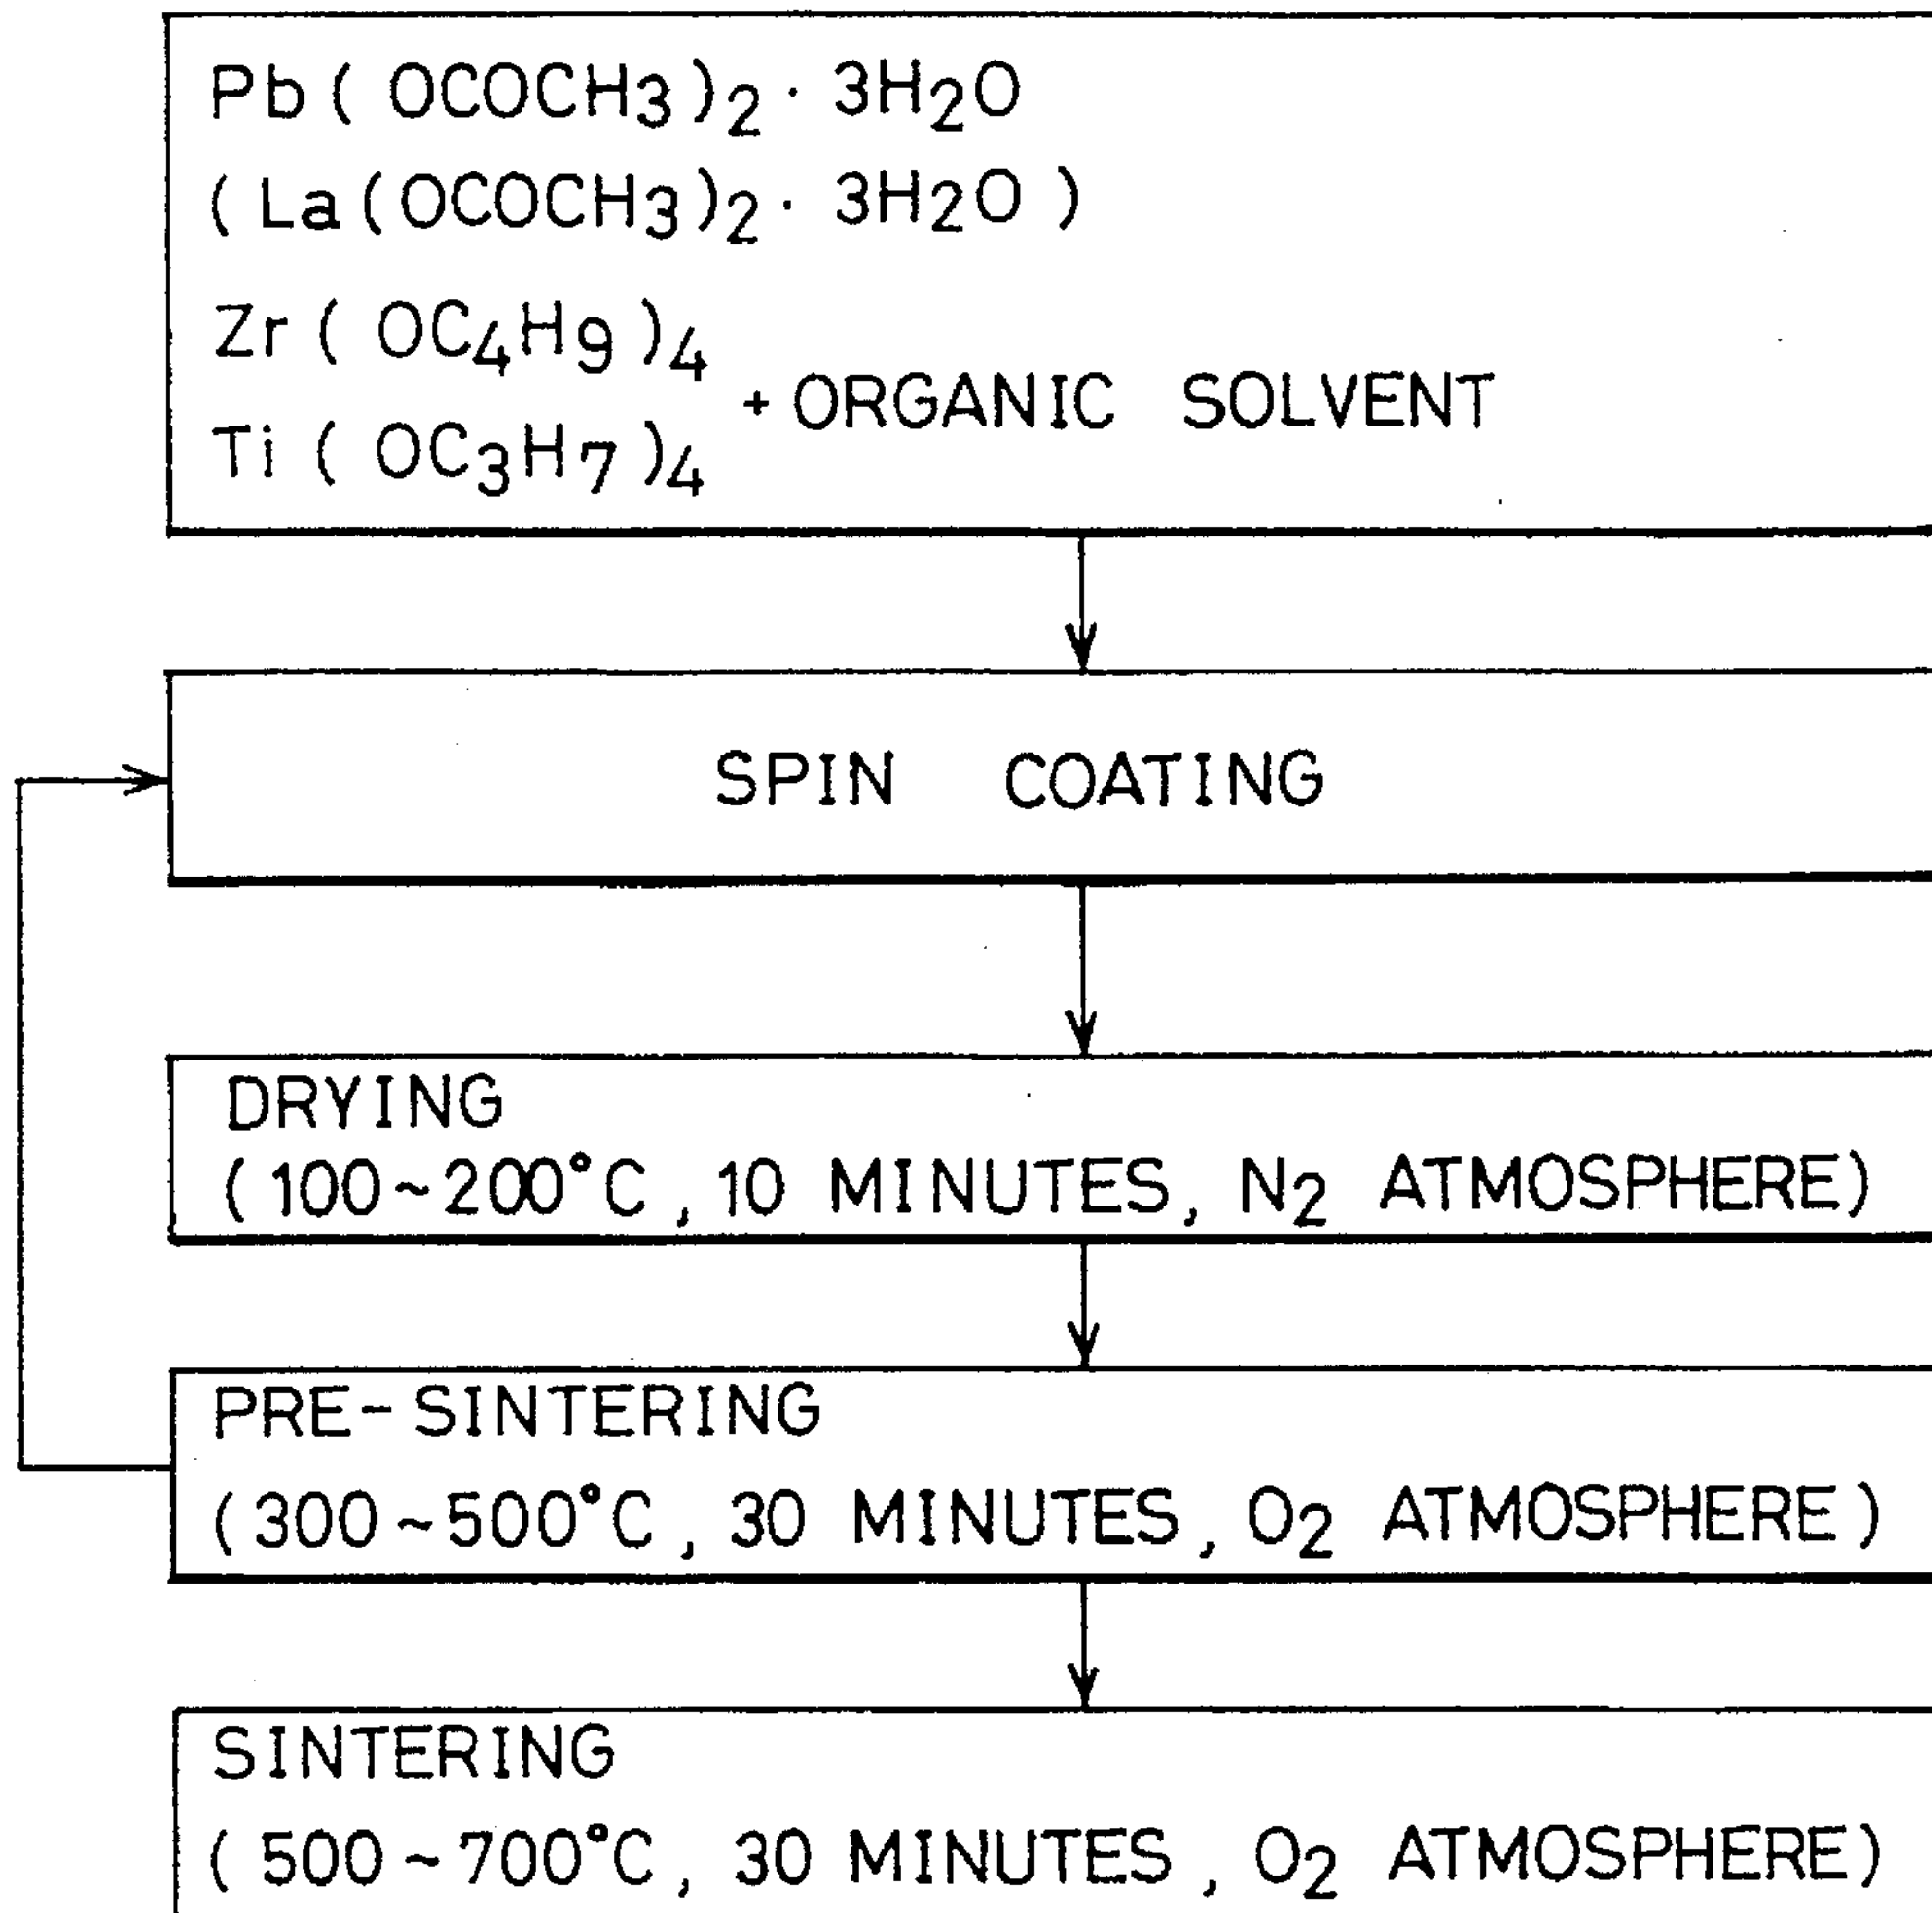 Pb(OCOCH3)2·3H2O
(La(OCOCH3)2·3H2O)
Zr(OC4H9)4
+ORGANIC SOLVENT
Ti(OC3H7)4
SPIN COATING
DRYING
(100~200°C, 10 MINUTES, N2 ATMOSPHERE)
PRE-SINTERING
(300~500°C, 30 MINUTES, O2 ATMOSPHERE)
SINTERING
(500~700°C, 30 MINUTES, O2 ATMOSPHERE)